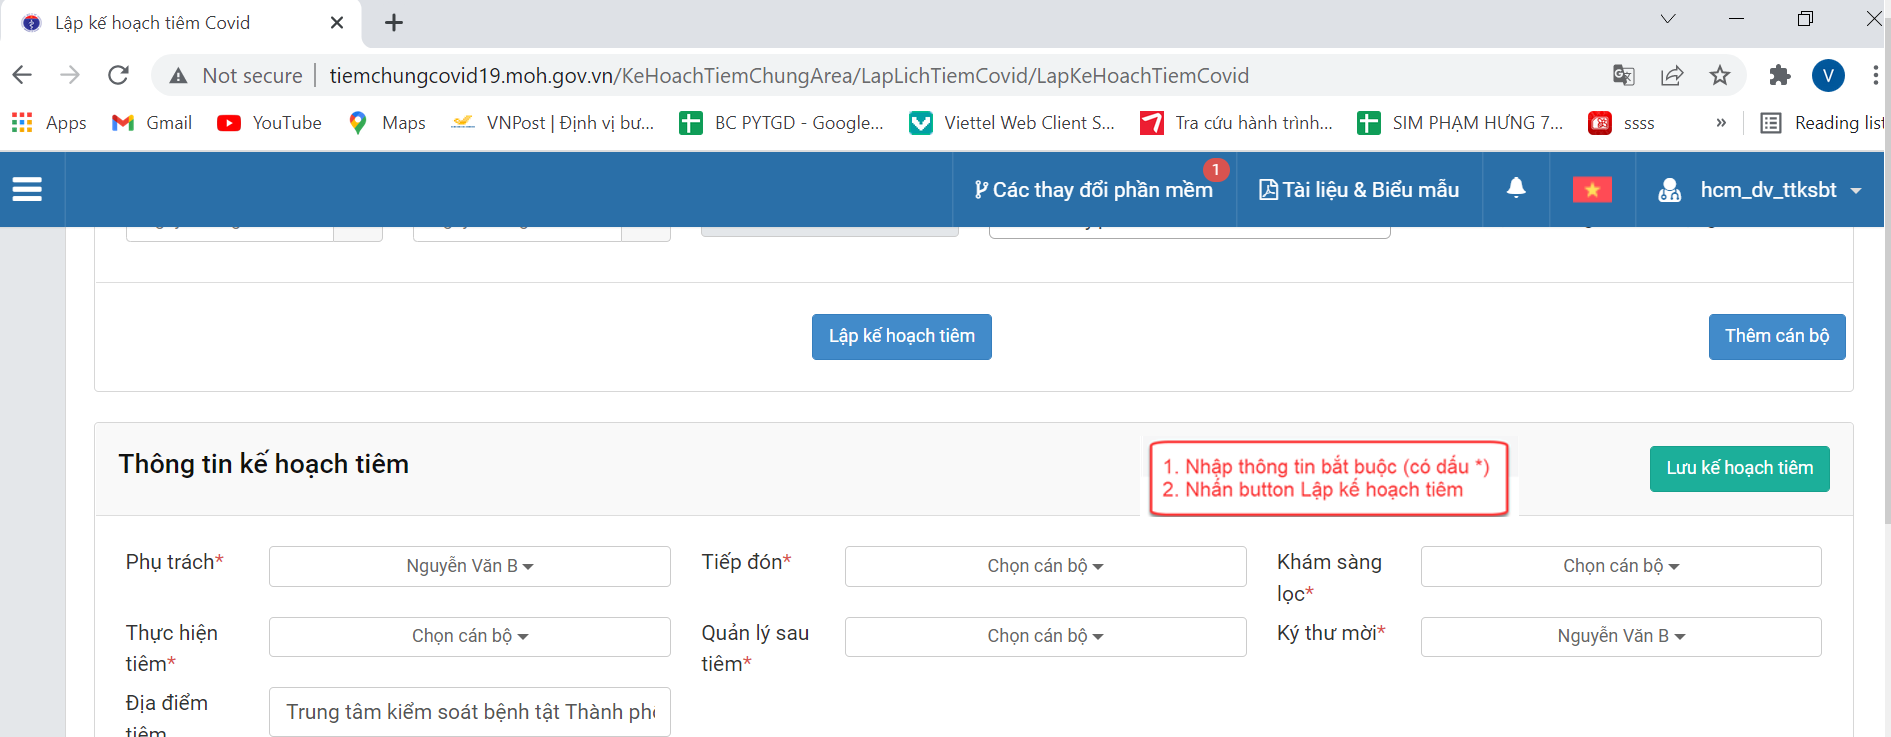 Lập kế hoạch tiêm Covid
Not secure | tiemchungcovid19.moh.gov.vn/KeHoachTiemChungArea/LapLichTiemCovid/LapKeHoachTiemCovid
V
Apps Gmail YouTube Maps VNPost | Định vị bư... BC PYTGD - Google... Viettel Web Client S... Tra cứu hành trình... SIM PHẠM HƯNG 7... ssss » Reading list
1
Các thay đổi phần mềm Tài liệu & Biểu mẫu hcm_dv_ttksbt
Lập kế hoạch tiêm Thêm cán bộ
Thông tin kế hoạch tiêm
1. Nhập thông tin bắt buộc (có dấu *)
2. Nhấn button Lập kế hoạch tiêm
Lưu kế hoạch tiêm
Phụ trách* Nguyễn Văn B Tiếp đón* Chọn cán bộ Khám sàng lọc* Chọn cán bộ
Thực hiện tiêm* Chọn cán bộ Quản lý sau tiêm* Chọn cán bộ Ký thư mời* Nguyễn Văn B
Địa điểm tiêm Trung tâm kiểm soát bệnh tật Thành phố